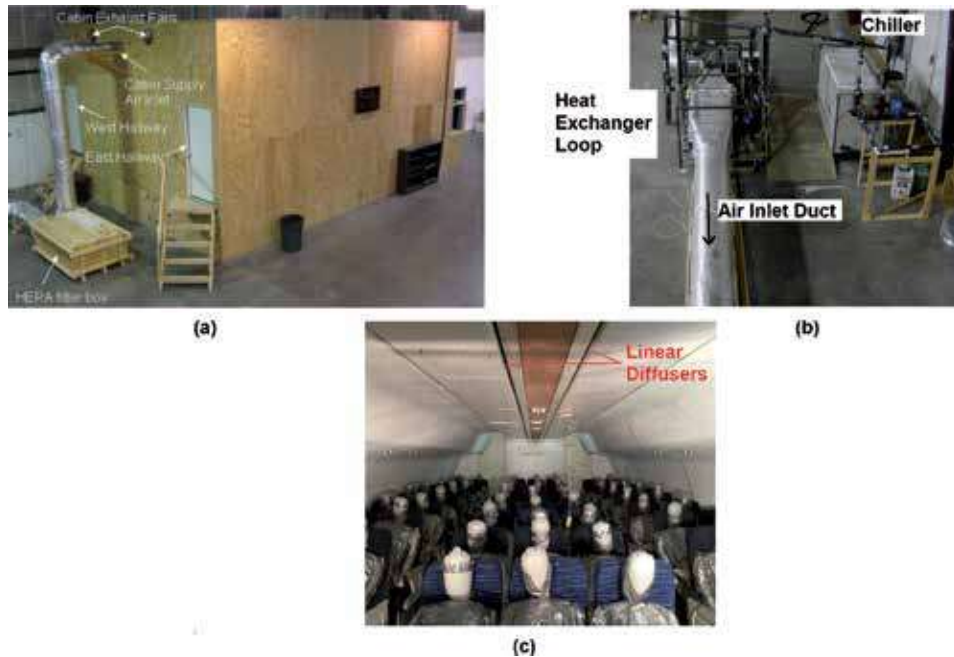 Cabin Exhaust Fans
Cabin Supply
Air Inlet
West Hallway
East Hallway
HEPA filter box
(a)
Chiller
Heat
Exchanger
Loop
Air Inlet Duct
(b)
Linear
Diffusers
(c)